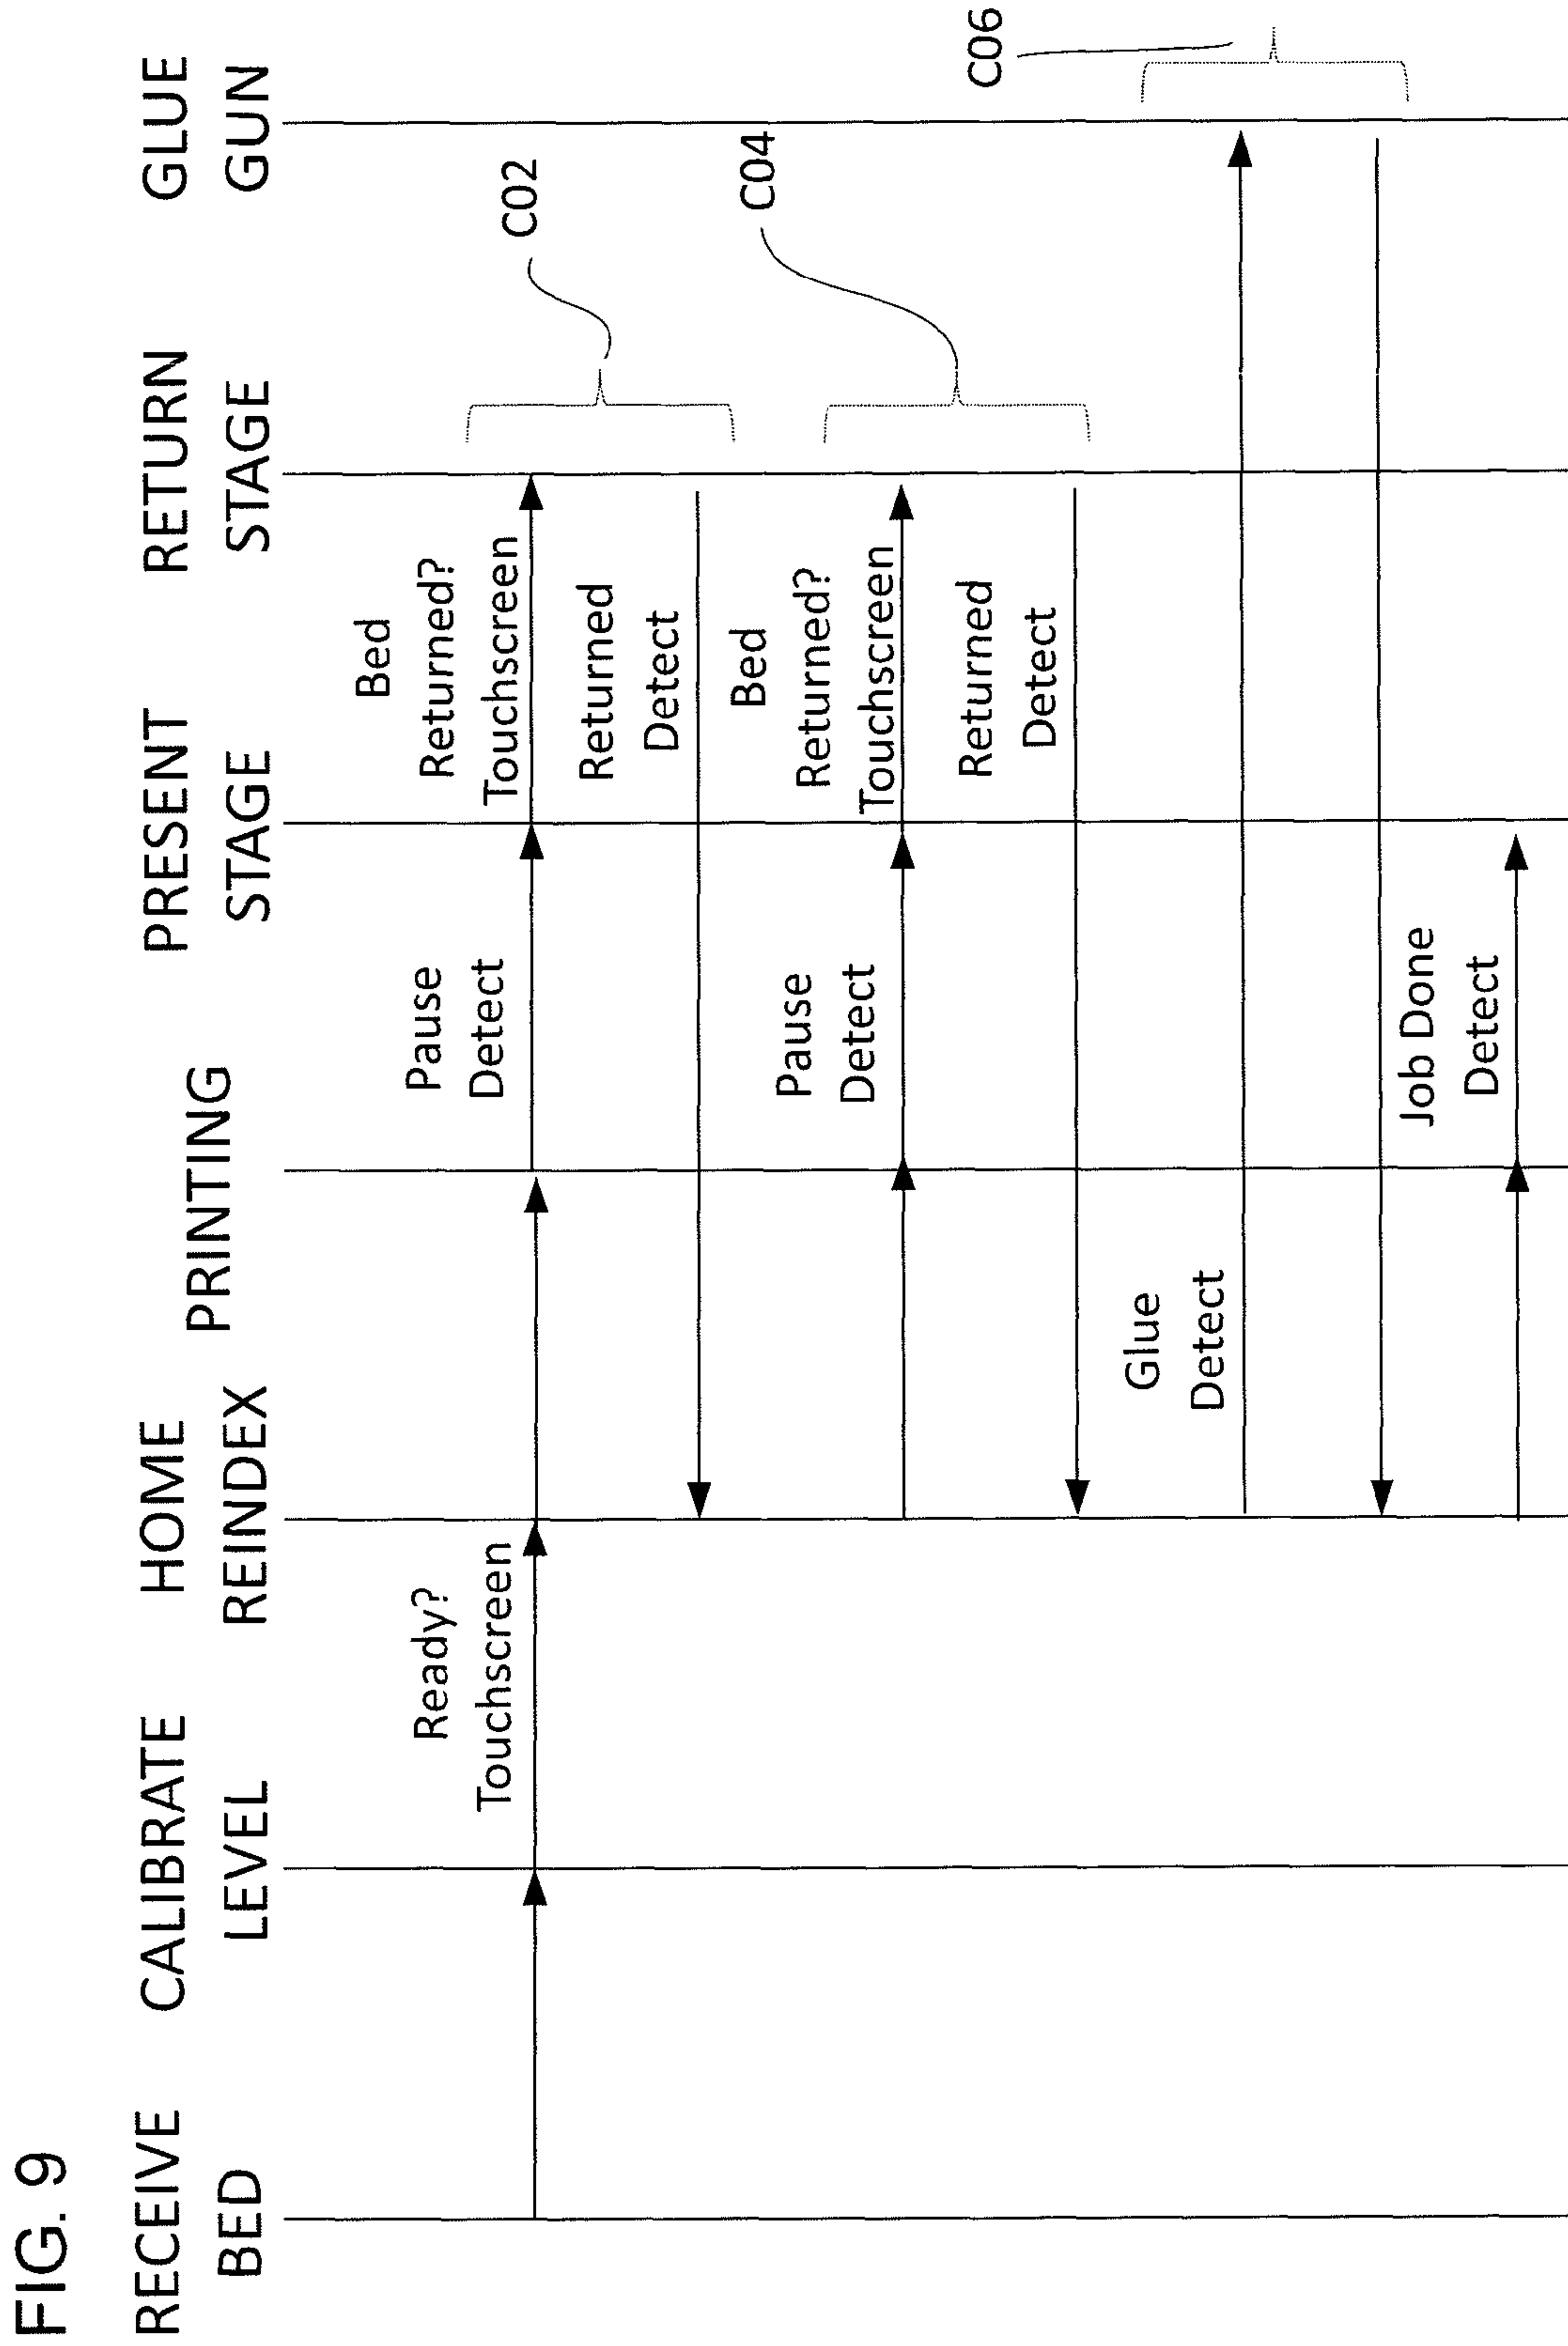 FIG. 9
RECEIVE
BED
CALIBRATE
LEVEL
HOME
REINDEX
PRINTING
PRESENT
STAGE
RETURN
STAGE
GLUE
GUN
Ready?
Touchscreen
Pause
Detect
Bed
Returned?
Touchscreen
C02
Returned
Detect
Pause
Detect
Bed
Returned?
Touchscreen
C04
Returned
Detect
Glue
Detect
C06
Job Done
Detect